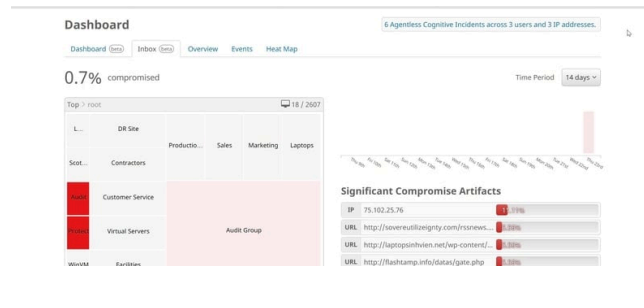 Dashboard
6 Agentless Cognitive Incidents across 3 users and 3 IP addresses.
Dashboard (beta) Inbox (beta) Overview Events Heat Map
0.7% compromised
Time Period 14 days
Top > root
18 / 2607
L... DR Site
Productio... Sales Marketing Laptops
Scot... Contractors
Audit Customer Service
Virtual Servers
Audit Group
WinVM Facilities
Significant Compromise Artifacts
IP 75.102.25.76
URL http://sovereutilizeignty.com/rssnews...
URL http://laptopsinhvien.net/wp-content/...
URL http://flashtamp.info/datas/gate.php